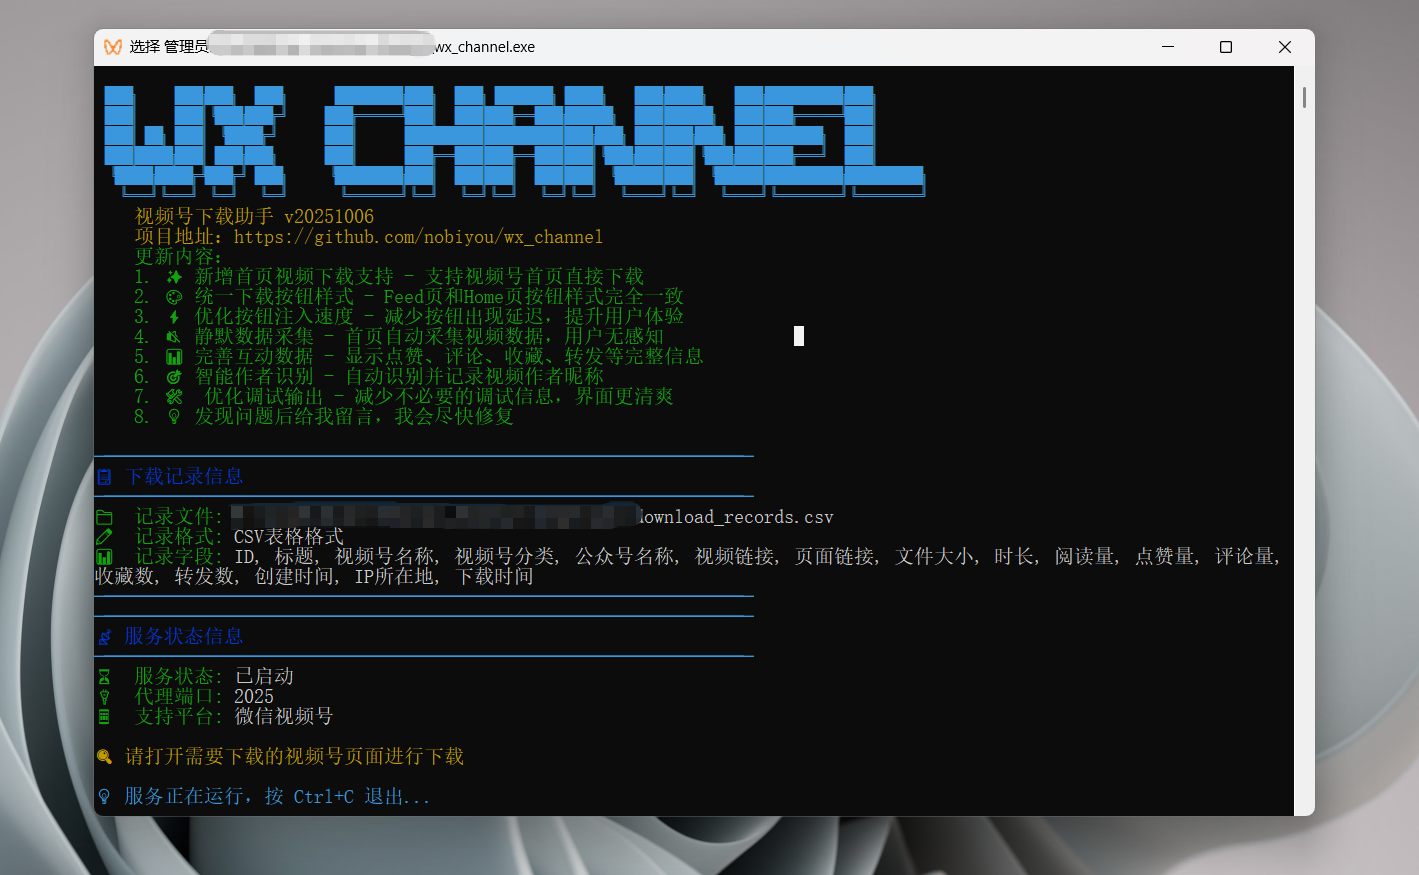 选择 管理员 wx_channel.exe
WX CHANNEL
视频号下载助手 v20251006
项目地址: https://github.com/nobiyou/wx_channel
更新内容:
1. ✨ 新增首页视频下载支持 - 支持视频号首页直接下载
2. 🎨 统一下载按钮样式 - Feed页和Home页按钮样式完全一致
3. ⚡ 优化按钮注入速度 - 减少按钮出现延迟, 提升用户体验
4. 🔇 静默数据采集 - 首页自动采集视频数据, 用户无感知
5. 📊 完善互动数据 - 显示点赞、评论、收藏、转发等完整信息
6. 🎯 智能作者识别 - 自动识别并记录视频作者昵称
7. 🛠 优化调试输出 - 减少不必要的调试信息, 界面更清爽
8. 💡 发现问题后给我留言, 我会尽快修复
📋 下载记录信息
📁 记录文件: download_records.csv
📝 记录格式: CSV表格格式
📊 记录字段: ID, 标题, 视频号名称, 视频号分类, 公众号名称, 视频链接, 页面链接, 文件大小, 时长, 阅读量, 点赞量, 评论量,
收藏数, 转发数, 创建时间, IP所在地, 下载时间
📡 服务状态信息
⏳ 服务状态: 已启动
代理端口: 2025
📱 支持平台: 微信视频号
🔍 请打开需要下载的视频号页面进行下载
💡 服务正在运行, 按 Ctrl+C 退出...